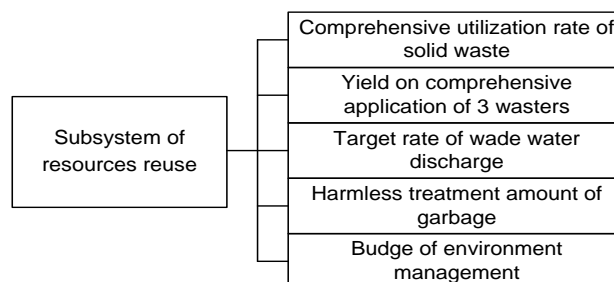 Comprehensive utilization rate of
solid waste
Yield on comprehensive
application of 3 wasters
Subsystem of
resources reuse
Target rate of wade water
discharge
Harmless treatment amount of
garbage
Budge of environment
management